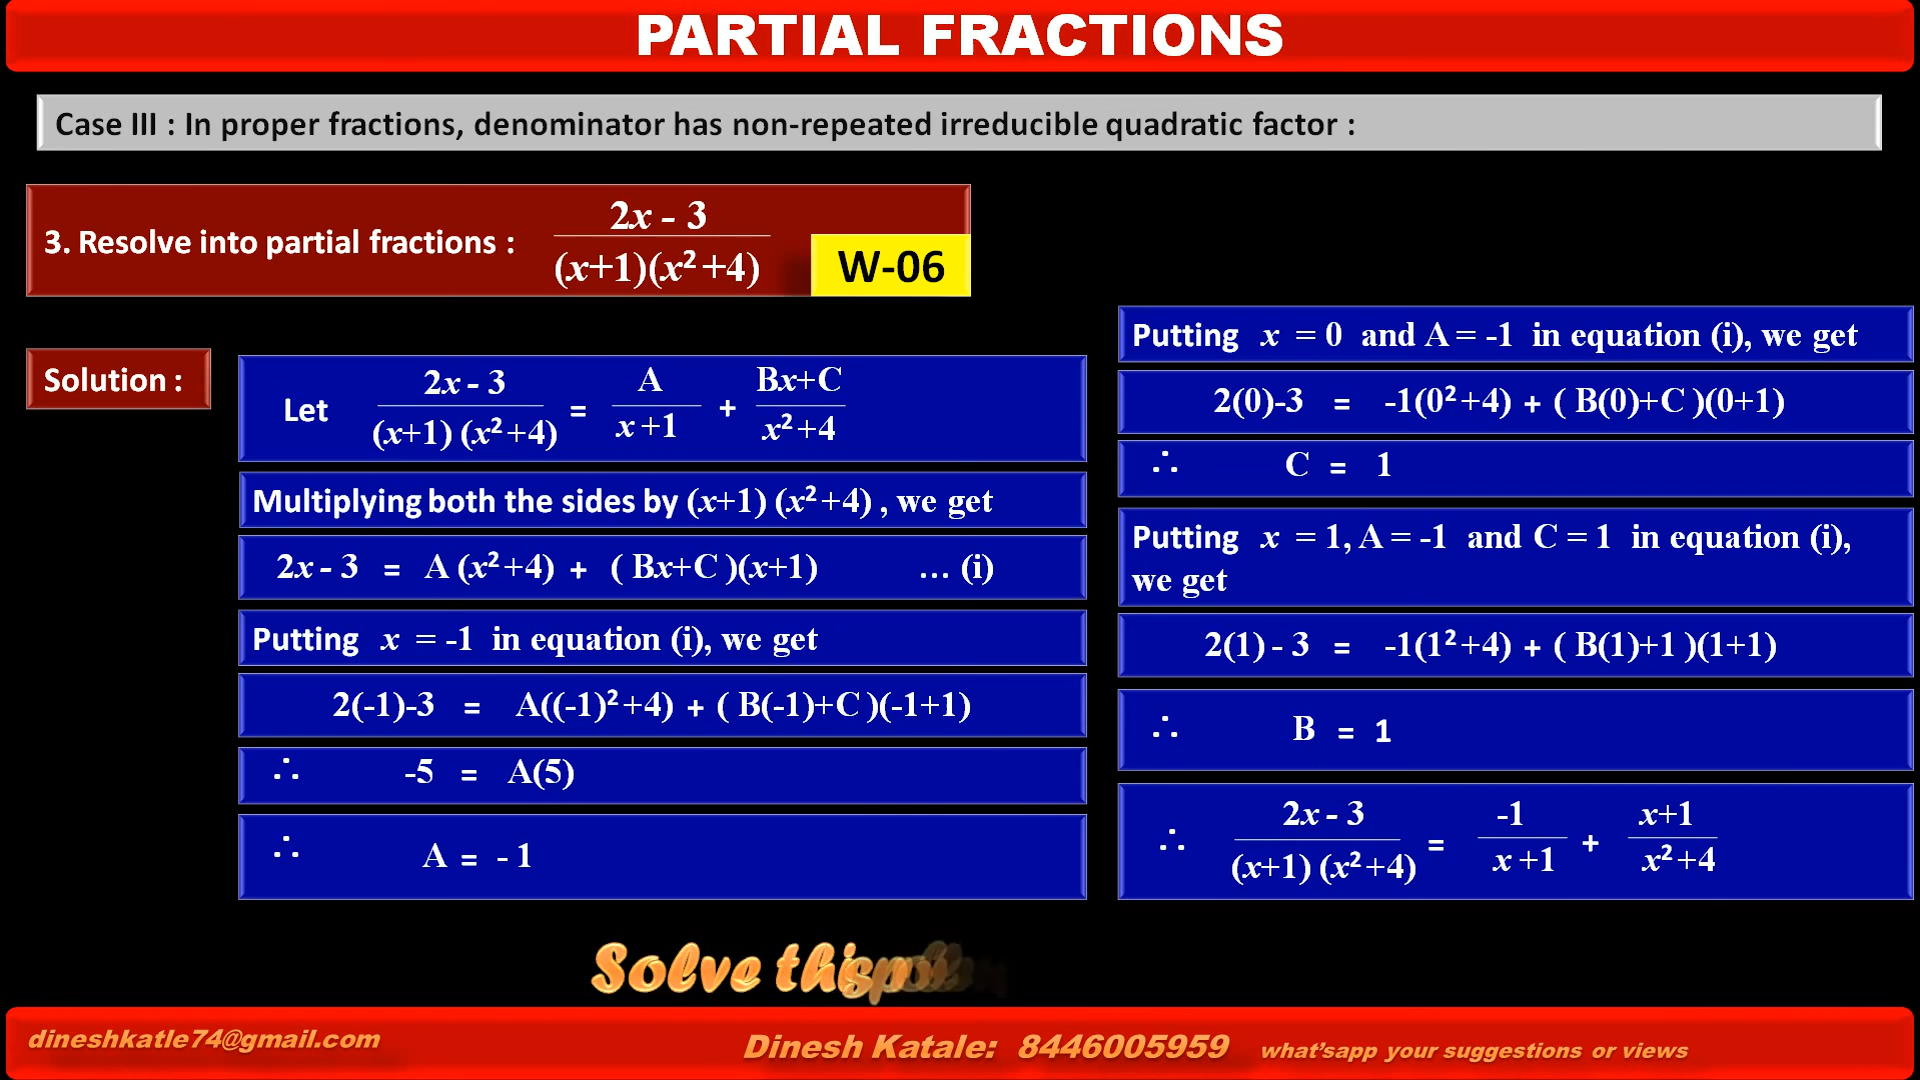 PARTIAL FRACTIONS
Case III : In proper fractions, denominator has non-repeated irreducible quadratic factor :
3. Resolve into partial fractions : (2x - 3) / ((x+1)(x²+4))
W-06
Solution :
Let (2x - 3) / ((x+1) (x²+4)) = A / (x +1) + (Bx+C) / (x²+4)
Multiplying both the sides by (x+1) (x²+4) , we get
2x - 3 = A (x²+4) + ( Bx+C )(x+1) ... (i)
Putting x = -1 in equation (i), we get
2(-1)-3 = A((-1)²+4) + ( B(-1)+C )(-1+1)
∴ -5 = A(5)
∴ A = - 1
Putting x = 0 and A = -1 in equation (i), we get
2(0)-3 = -1(0²+4) + ( B(0)+C )(0+1)
∴ C = 1
Putting x = 1, A = -1 and C = 1 in equation (i),
we get
2(1) - 3 = -1(1²+4) + ( B(1)+1 )(1+1)
∴ B = 1
∴ (2x - 3) / ((x+1) (x²+4)) = -1 / (x +1) + (x+1) / (x²+4)
Solve this
dineshkatle74@gmail.com
Dinesh Katale: 8446005959 what'sapp your suggestions or views